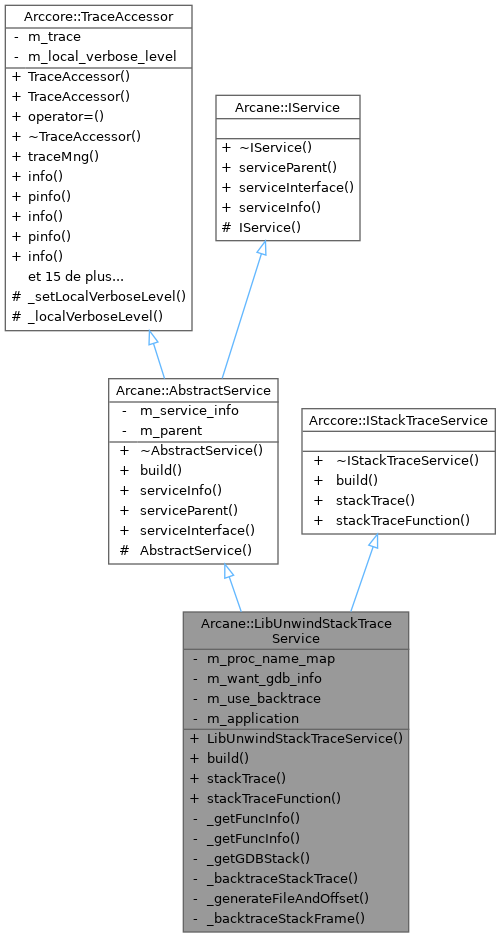 Arccore::TraceAccessor
- m_trace
- m_local_verbose_level
+ TraceAccessor()
+ TraceAccessor()
+ operator=()
+ ~TraceAccessor()
+ traceMng()
+ info()
+ pinfo()
+ info()
+ pinfo()
+ info()
et 15 de plus...
# _setLocalVerboseLevel()
# _localVerboseLevel()
Arcane::IService
+ ~IService()
+ serviceParent()
+ serviceInterface()
+ serviceInfo()
# IService()
Arcane::AbstractService
- m_service_info
- m_parent
+ ~AbstractService()
+ build()
+ serviceInfo()
+ serviceParent()
+ serviceInterface()
# AbstractService()
Arccore::IStackTraceService
+ ~IStackTraceService()
+ build()
+ stackTrace()
+ stackTraceFunction()
Arcane::LibUnwindStackTrace
Service
- m_proc_name_map
- m_want_gdb_info
- m_use_backtrace
- m_application
+ LibUnwindStackTraceService()
+ build()
+ stackTrace()
+ stackTraceFunction()
- _getFuncInfo()
- _getFuncInfo()
- _getGDBStack()
- _backtraceStackTrace()
- _generateFileAndOffset()
- _backtraceStackFrame()